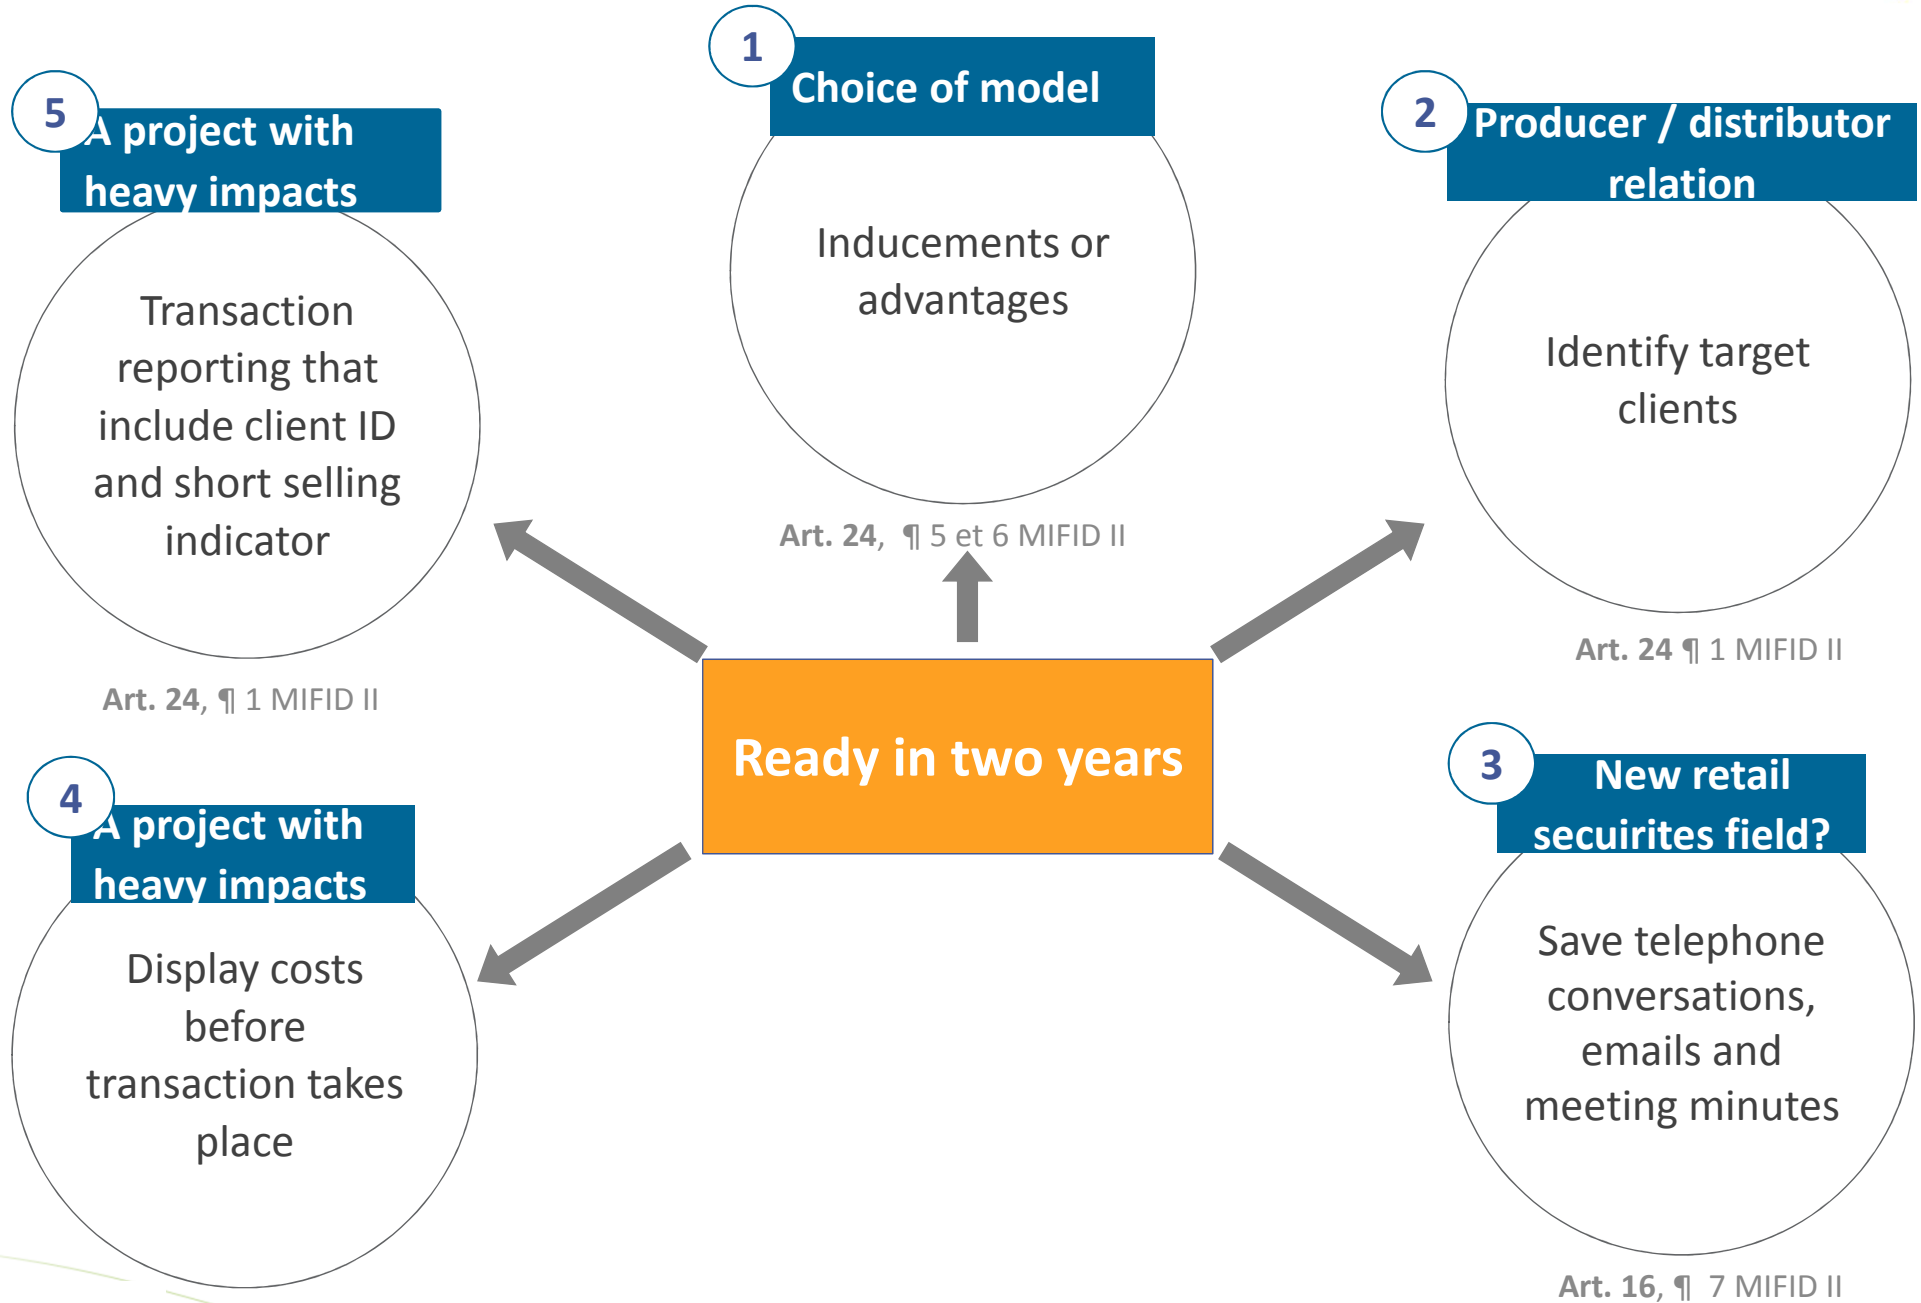 1
Choice of model
Inducements or
advantages
Art. 24, ¶ 5 et 6 MIFID II
2
Producer / distributor
relation
Identify target
clients
Art. 24 ¶ 1 MIFID II
3
New retail
secuirites field?
Save telephone
conversations,
emails and
meeting minutes
Art. 16, ¶ 7 MIFID II
4
A project with
heavy impacts
Display costs
before
transaction takes
place
5
A project with
heavy impacts
Transaction
reporting that
include client ID
and short selling
indicator
Art. 24, ¶ 1 MIFID II
Ready in two years